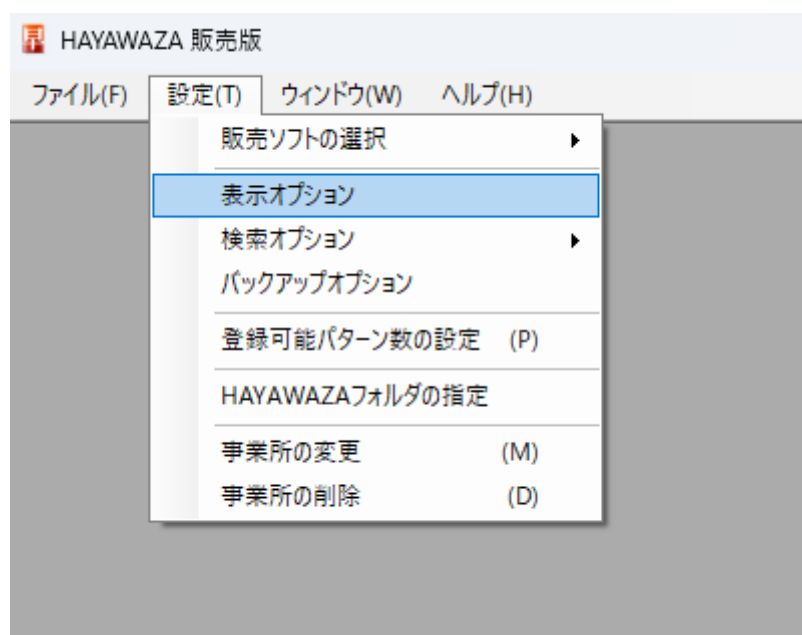 HAYAWAZA 販売版
ファイル(F) 設定(T) ウィンドウ(W) ヘルプ(H)
販売ソフトの選択
表示オプション
検索オプション
バックアップオプション
登録可能パターン数の設定 (P)
HAYAWAZAフォルダの指定
事業所の変更 (M)
事業所の削除 (D)